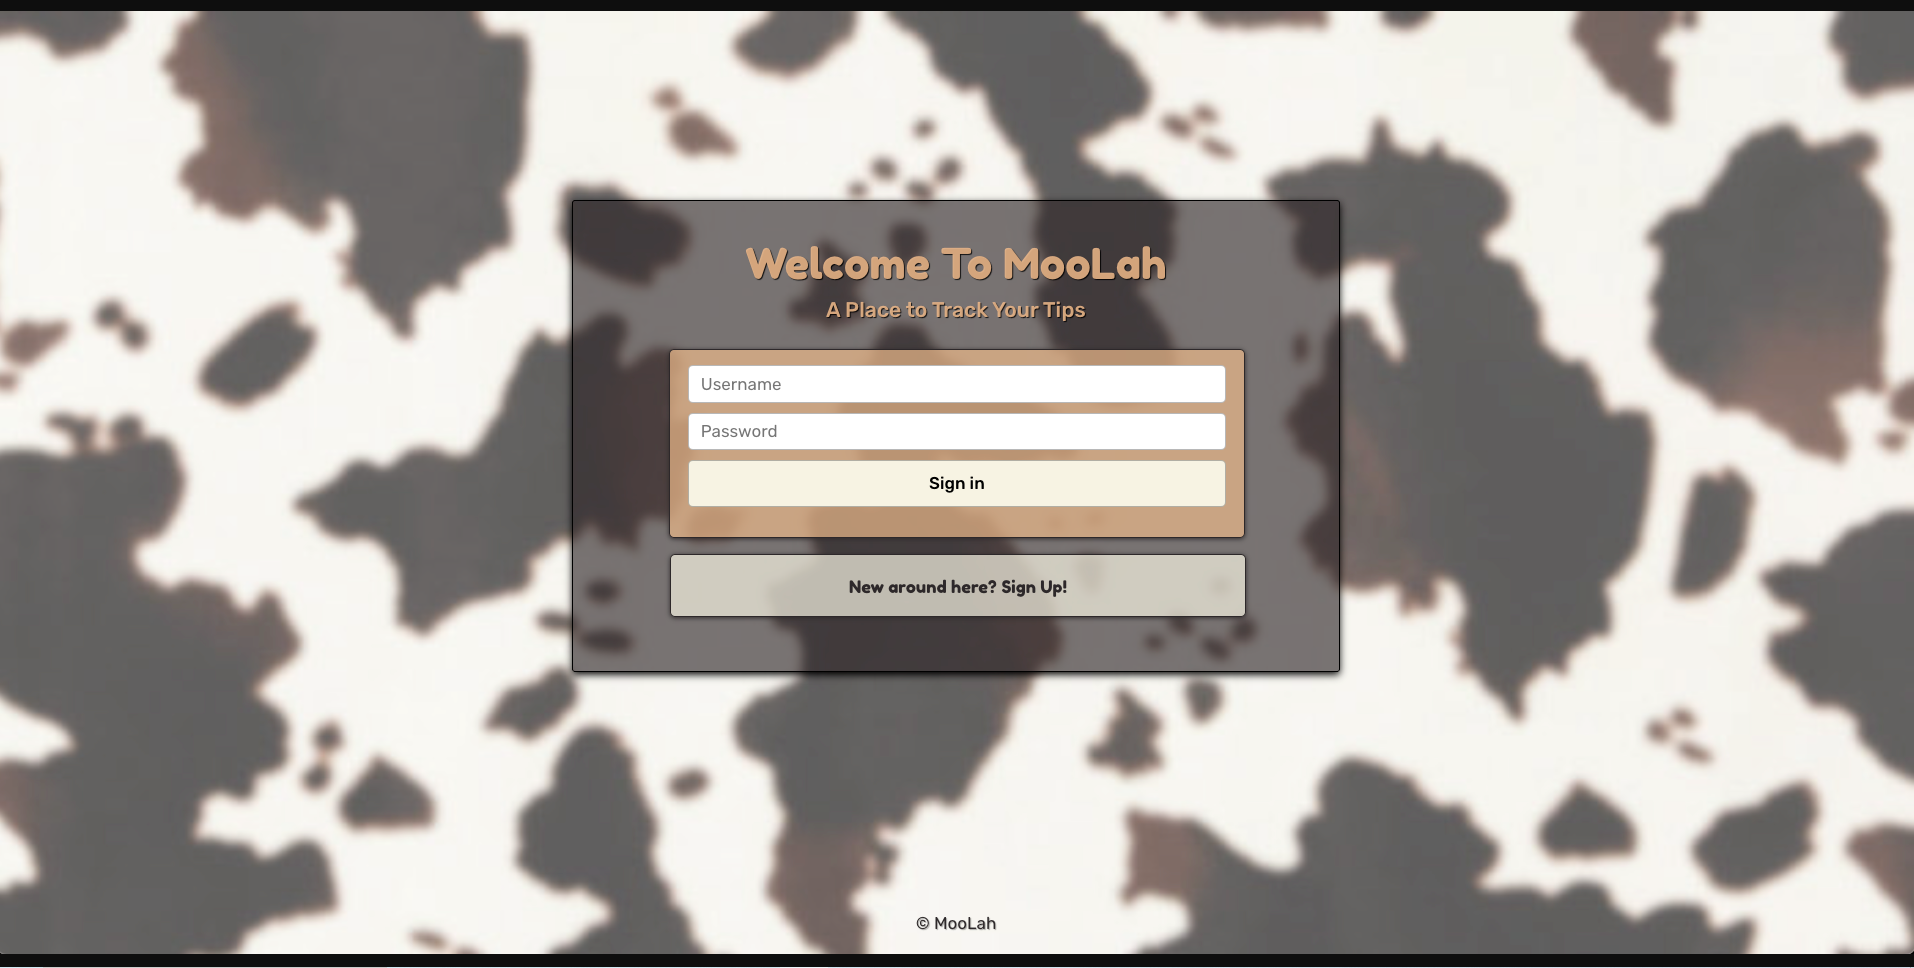 Welcome To MooLah
A Place to Track Your Tips
Username
Password
Sign in
New around here? Sign Up!
© MooLah